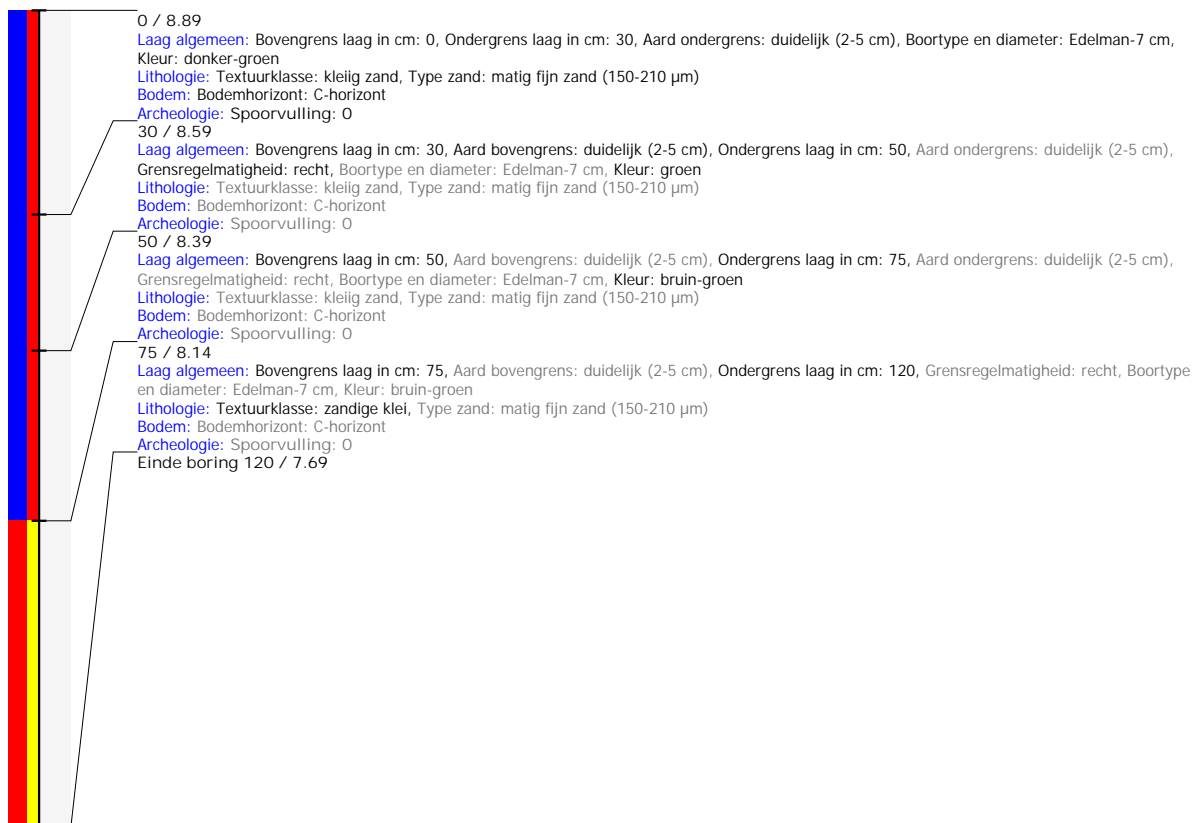 0 / 8.89
Laag algemeen: Bovengrens laag in cm: 0, Ondergrens laag in cm: 30, Aard ondergrens: duidelijk (2-5 cm), Boortype en diameter: Edelman-7 cm,
Kleur: donker-groen
Lithologie: Textuurklasse: kleiig zand, Type zand: matig fijn zand (150-210 µm)
Bodem: Bodemhorizont: C-horizont
Archeologie: Spoorvulling: 0
30 / 8.59
Laag algemeen: Bovengrens laag in cm: 30, Aard bovengrens: duidelijk (2-5 cm), Ondergrens laag in cm: 50, Aard ondergrens: duidelijk (2-5 cm),
Grensregelmatigheid: recht, Boortype en diameter: Edelman-7 cm, Kleur: groen
Lithologie: Textuurklasse: kleiig zand, Type zand: matig fijn zand (150-210 µm)
Bodem: Bodemhorizont: C-horizont
Archeologie: Spoorvulling: 0
50 / 8.39
Laag algemeen: Bovengrens laag in cm: 50, Aard bovengrens: duidelijk (2-5 cm), Ondergrens laag in cm: 75, Aard ondergrens: duidelijk (2-5 cm),
Grensregelmatigheid: recht, Boortype en diameter: Edelman-7 cm, Kleur: bruin-groen
Lithologie: Textuurklasse: kleiig zand, Type zand: matig fijn zand (150-210 µm)
Bodem: Bodemhorizont: C-horizont
Archeologie: Spoorvulling: 0
75 / 8.14
Laag algemeen: Bovengrens laag in cm: 75, Aard bovengrens: duidelijk (2-5 cm), Ondergrens laag in cm: 120, Grensregelmatigheid: recht, Boortype
en diameter: Edelman-7 cm, Kleur: bruin-groen
Lithologie: Textuurklasse: zandige klei, Type zand: matig fijn zand (150-210 µm)
Bodem: Bodemhorizont: C-horizont
Archeologie: Spoorvulling: 0
Einde boring 120 / 7.69